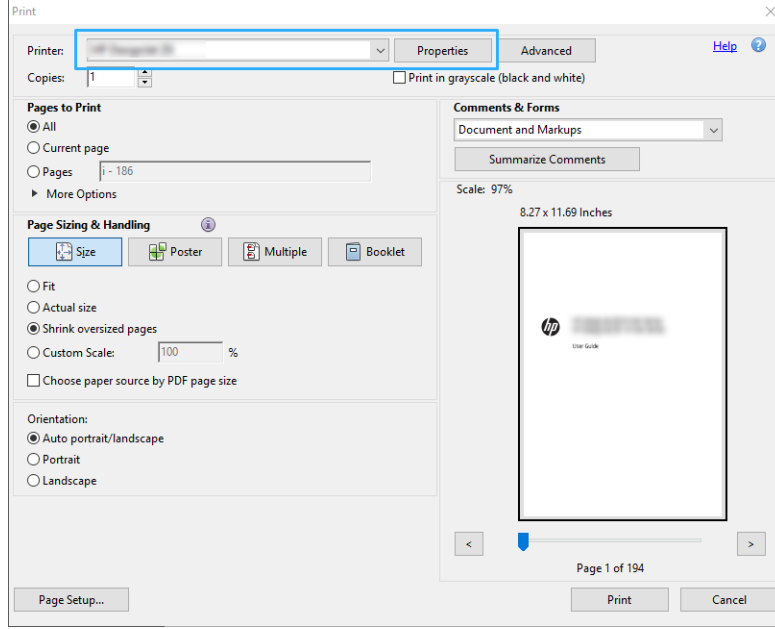 Print
Printer: Properties Advanced Help
Copies: 1 Print in grayscale (black and white)
Pages to Print
All
Current page
Pages i - 186
More Options
Page Sizing & Handling
Size Poster Multiple Booklet
Fit
Actual size
Shrink oversized pages
Custom Scale: 100 %
Choose paper source by PDF page size
Orientation:
Auto portrait/landscape
Portrait
Landscape
Comments & Forms
Document and Markups
Summarize Comments
Scale: 97%
8.27 x 11.69 Inches
hp
User Guide
< >
Page 1 of 194
Page Setup... Print Cancel